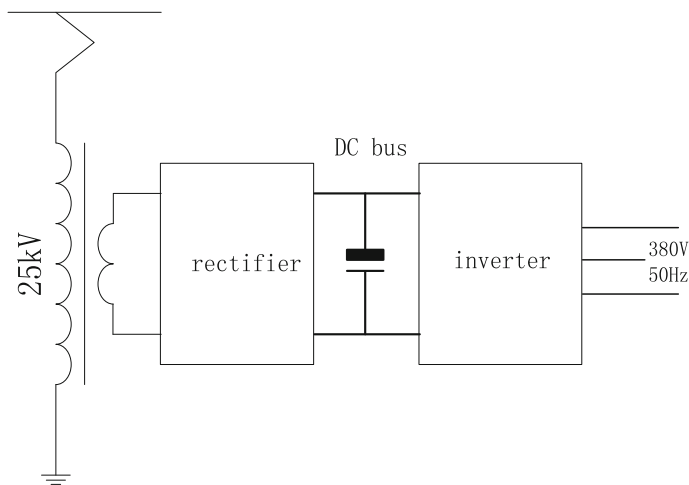 DC bus
25kV
rectifier
inverter
380V
50Hz